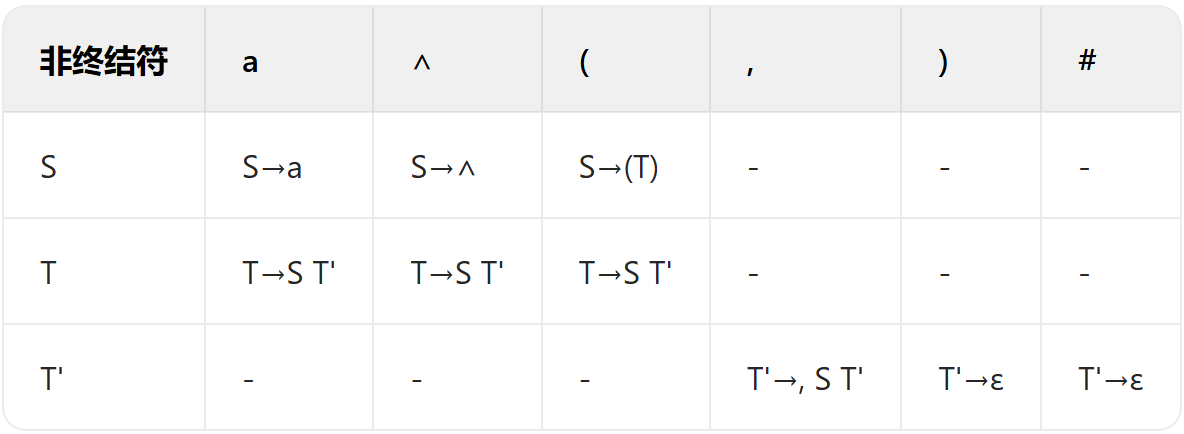 非终结符 a ∧ ( , ) #
S S→a S→∧ S→(T) - - -
T T→S T' T→S T' T→S T' - - -
T' - - - T'→, S T' T'→ε T'→ε